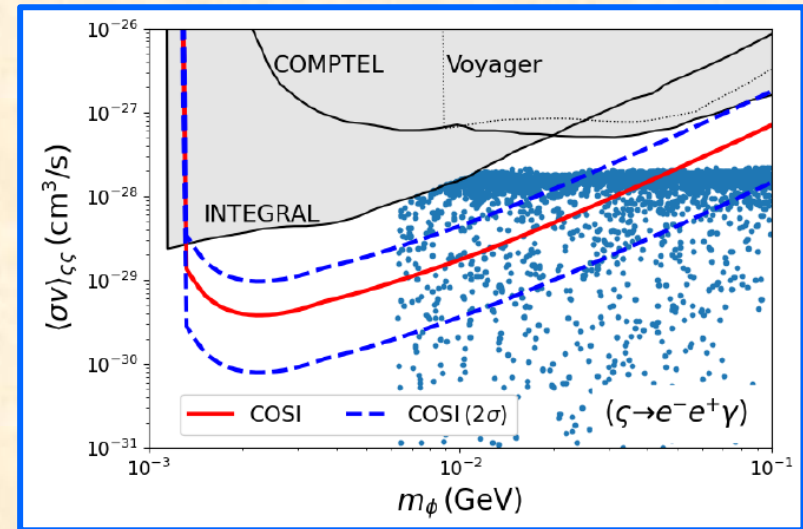 10⁻²⁶
10⁻²⁷
10⁻²⁸
10⁻²⁹
10⁻³⁰
10⁻³¹
⟨σv⟩ςς (cm³/s)
COMPTEL
Voyager
INTEGRAL
COSI
COSI (2σ)
(ς→e⁻e⁺γ)
10⁻³
10⁻²
10⁻¹
mϕ (GeV)